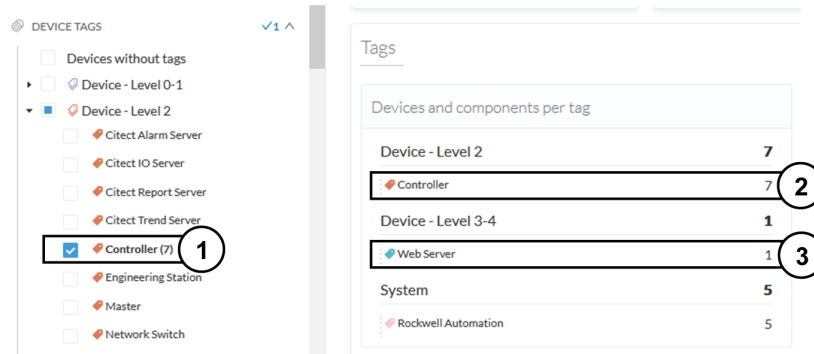 DEVICE TAGS
1
Devices without tags
Device - Level 0-1
Device - Level 2
Citect Alarm Server
Citect IO Server
Citect Report Server
Citect Trend Server
Controller (7)
1
Engineering Station
Master
Network Switch
Tags
Devices and components per tag
Device - Level 2 7
Controller 7
2
Device - Level 3-4 1
Web Server 1
3
System 5
Rockwell Automation 5